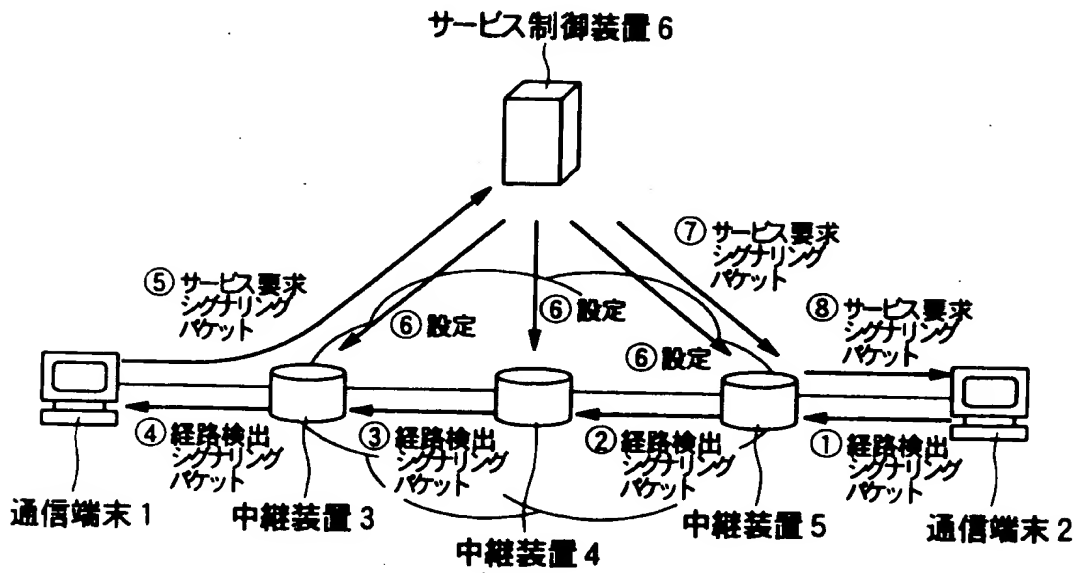 サービス制御装置6
⑦サービス要求
シグナリング
パケット
⑤サービス要求
シグナリング
パケット
⑥設定
⑥設定
⑥設定
⑧サービス要求
シグナリング
パケット
④経路検出
シグナリング
パケット
③経路検出
シグナリング
パケット
②経路検出
シグナリング
パケット
①経路検出
シグナリング
パケット
通信端末1
中継装置3
中継装置4
中継装置5
通信端末2